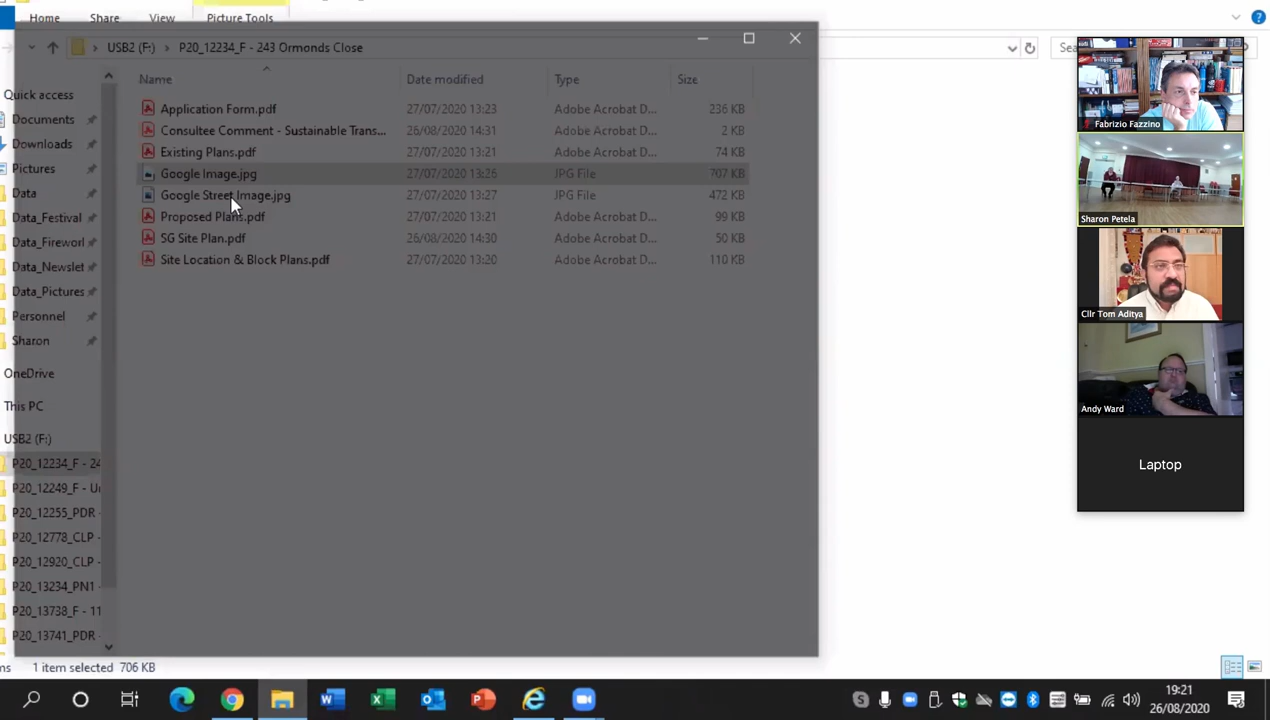 Home Share View Picture Tools
USB2 (F:) P20_12234_F - 243 Ormonds Close
Name Date modified Type Size
Application Form.pdf 27/07/2020 13:23 Adobe Acrobat D... 236 KB
Consultee Comment - Sustainable Trans... 26/08/2020 14:31 Adobe Acrobat D... 2 KB
Existing Plans.pdf 27/07/2020 13:21 Adobe Acrobat D... 74 KB
Google Image.jpg 27/07/2020 13:26 JPG File 707 KB
Google Street Image.jpg 27/07/2020 13:27 JPG File 472 KB
Proposed Plans.pdf 27/07/2020 13:21 Adobe Acrobat D... 99 KB
SG Site Plan.pdf 26/08/2020 14:30 Adobe Acrobat D... 50 KB
Site Location & Block Plans.pdf 27/07/2020 13:20 Adobe Acrobat D... 110 KB
Quick access
Documents
Downloads
Pictures
Data
Data_Festival
Data_Firewor
Data_Newslet
Data_Pictures
Personnel
Sharon
OneDrive
This PC
USB2 (F:)
P20_12234_F - 24
P20_12249_F - U
P20_12255_PDR -
P20_12778_CLP -
P20_12920_CLP -
P20_13234_PN1 -
P20_13738_F - 11
P20_13741_PDR -
ms 1 item selected 706 KB
Sea
Fabrizio Fazzino
Sharon Petela
Cllr Tom Aditya
Andy Ward
Laptop
19:21
26/08/2020